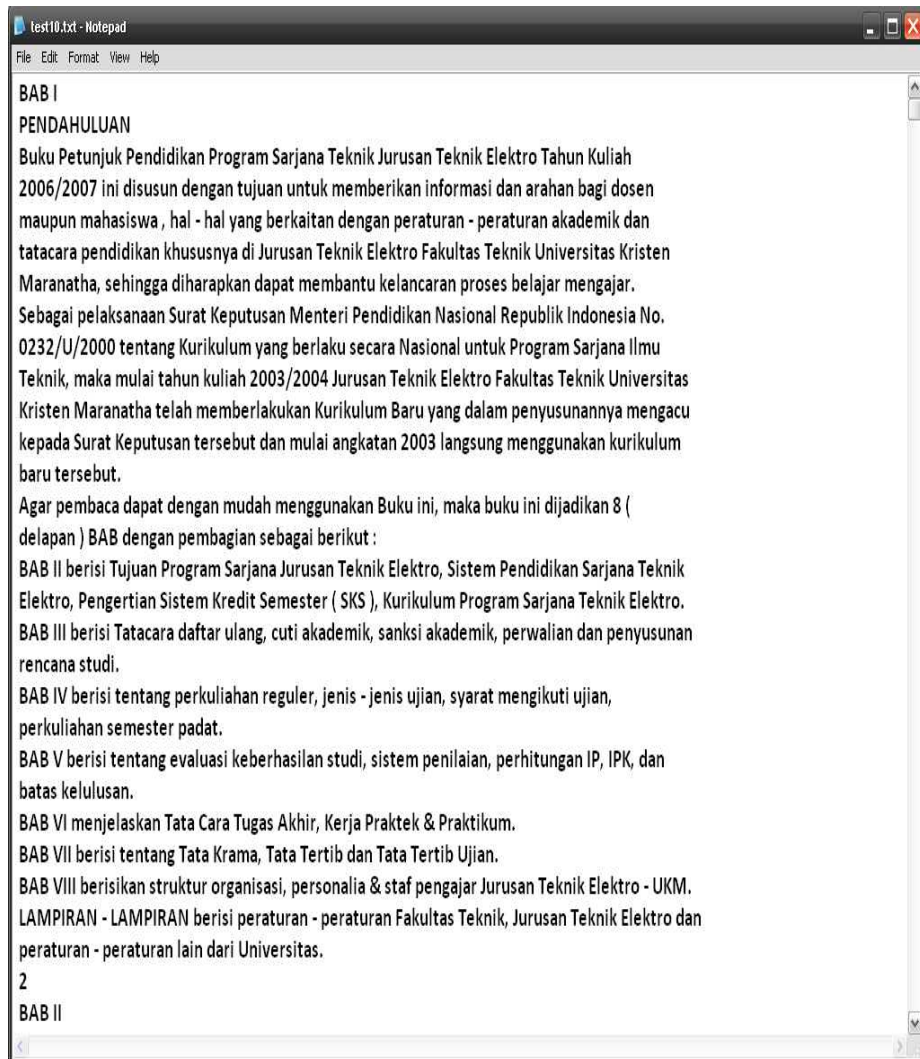 test10.txt - Notepad
File Edit Format View Help
BAB I
PENDAHULUAN
Buku Petunjuk Pendidikan Program Sarjana Teknik Jurusan Teknik Elektro Tahun Kuliah
2006/2007 ini disusun dengan tujuan untuk memberikan informasi dan arahan bagi dosen
maupun mahasiswa , hal - hal yang berkaitan dengan peraturan - peraturan akademik dan
tatacara pendidikan khususnya di Jurusan Teknik Elektro Fakultas Teknik Universitas Kristen
Maranatha, sehingga diharapkan dapat membantu kelancaran proses belajar mengajar.
Sebagai pelaksanaan Surat Keputusan Menteri Pendidikan Nasional Republik Indonesia No.
0232/U/2000 tentang Kurikulum yang berlaku secara Nasional untuk Program Sarjana Ilmu
Teknik, maka mulai tahun kuliah 2003/2004 Jurusan Teknik Elektro Fakultas Teknik Universitas
Kristen Maranatha telah memberlakukan Kurikulum Baru yang dalam penyusunannya mengacu
kepada Surat Keputusan tersebut dan mulai angkatan 2003 langsung menggunakan kurikulum
baru tersebut.
Agar pembaca dapat dengan mudah menggunakan Buku ini, maka buku ini dijadikan 8 (
delapan ) BAB dengan pembagian sebagai berikut :
BAB II berisi Tujuan Program Sarjana Jurusan Teknik Elektro, Sistem Pendidikan Sarjana Teknik
Elektro, Pengertian Sistem Kredit Semester ( SKS ), Kurikulum Program Sarjana Teknik Elektro.
BAB III berisi Tatacara daftar ulang, cuti akademik, sanksi akademik, perwalian dan penyusunan
rencana studi.
BAB IV berisi tentang perkuliahan reguler, jenis - jenis ujian, syarat mengikuti ujian,
perkuliahan semester padat.
BAB V berisi tentang evaluasi keberhasilan studi, sistem penilaian, perhitungan IP, IPK, dan
batas kelulusan.
BAB VI menjelaskan Tata Cara Tugas Akhir, Kerja Praktek & Praktikum.
BAB VII berisi tentang Tata Krama, Tata Tertib dan Tata Tertib Ujian.
BAB VIII berisikan struktur organisasi, personalia & staf pengajar Jurusan Teknik Elektro - UKM.
LAMPIRAN - LAMPIRAN berisi peraturan - peraturan Fakultas Teknik, Jurusan Teknik Elektro dan
peraturan - peraturan lain dari Universitas.
2
BAB II